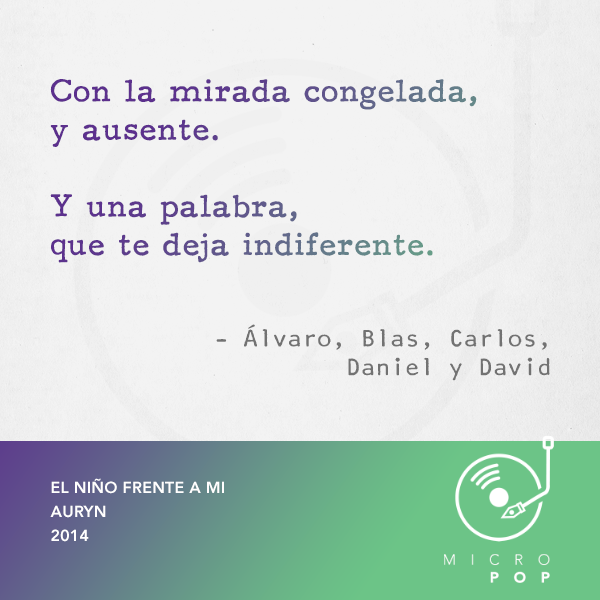 Con la mirada congelada,
y ausente.
Y una palabra,
que te deja indiferente.
– Álvaro, Blas, Carlos,
Daniel y David
EL NIÑO FRENTE A MI
AURYN
2014
MICRO
POP